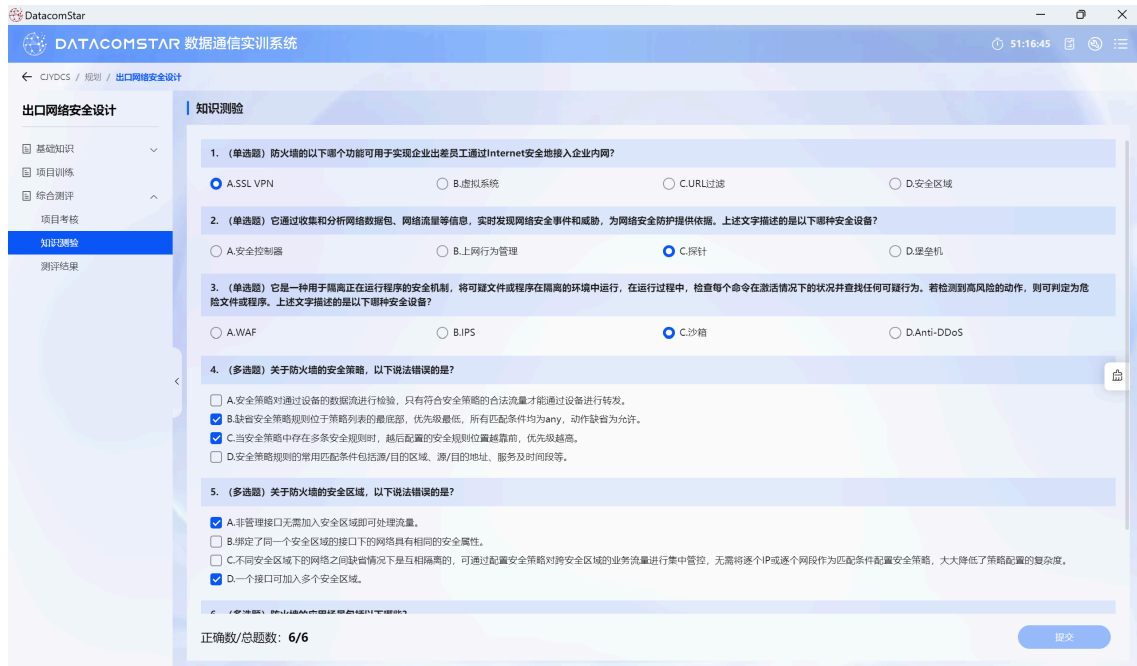 DatacomStar
DATACOMSTAR 数据通信实训系统
51:16:45
CJYDCS / 规划 / 出口网络安全设计
出口网络安全设计
基础知识
项目训练
综合测评
项目考核
知识测验
测评结果
知识测验
1. (单选题) 防火墙的以下哪个功能可用于实现企业出差员工通过Internet安全地接入企业内网?
A.SSL VPN
B.虚拟系统
C.URL过滤
D.安全区域
2. (单选题) 它通过收集和分析网络数据包、网络流量等信息，实时发现网络安全事件和威胁，为网络安全防护提供依据。上述文字描述的是以下哪种安全设备?
A.安全控制器
B.上网行为管理
C.探针
D.堡垒机
3. (单选题) 它是一种用于隔离正在运行程序的安全机制，将可疑文件或程序在隔离的环境中运行，在运行过程中，检查每个命令在激活情况下的状况并查找任何可疑行为。若检测到高风险的动作，则可判定为危
险文件或程序。上述文字描述的是以下哪种安全设备?
A.WAF
B.IPS
C.沙箱
D.Anti-DDoS
4. (多选题) 关于防火墙的安全策略，以下说法错误的是?
A.安全策略对通过设备的数据流进行检验，只有符合安全策略的合法流量才能通过设备进行转发。
B.缺省安全策略规则位于策略列表的最底部，优先级最低，所有匹配条件均为any，动作缺省为允许。
C.当安全策略中存在多条安全规则时，越后配置的安全规则位置越靠前，优先级越高。
D.安全策略规则的常用匹配条件包括源/目的区域、源/目的地址、服务及时间段等。
5. (多选题) 关于防火墙的安全区域，以下说法错误的是?
A.非管理接口无需加入安全区域即可处理流量。
B.绑定了同一个安全区域的接口下的网络具有相同的安全属性。
C.不同安全区域下的网络之间缺省情况下是互相隔离的，可通过配置安全策略对跨安全区域的业务流量进行集中管控，无需将逐个IP或逐个网段作为匹配条件配置安全策略，大大降低了策略配置的复杂度。
D.一个接口可加入多个安全区域。
6. (多选题) 防火墙的应用场景包括以下哪些?
正确数/总题数: 6/6
提交